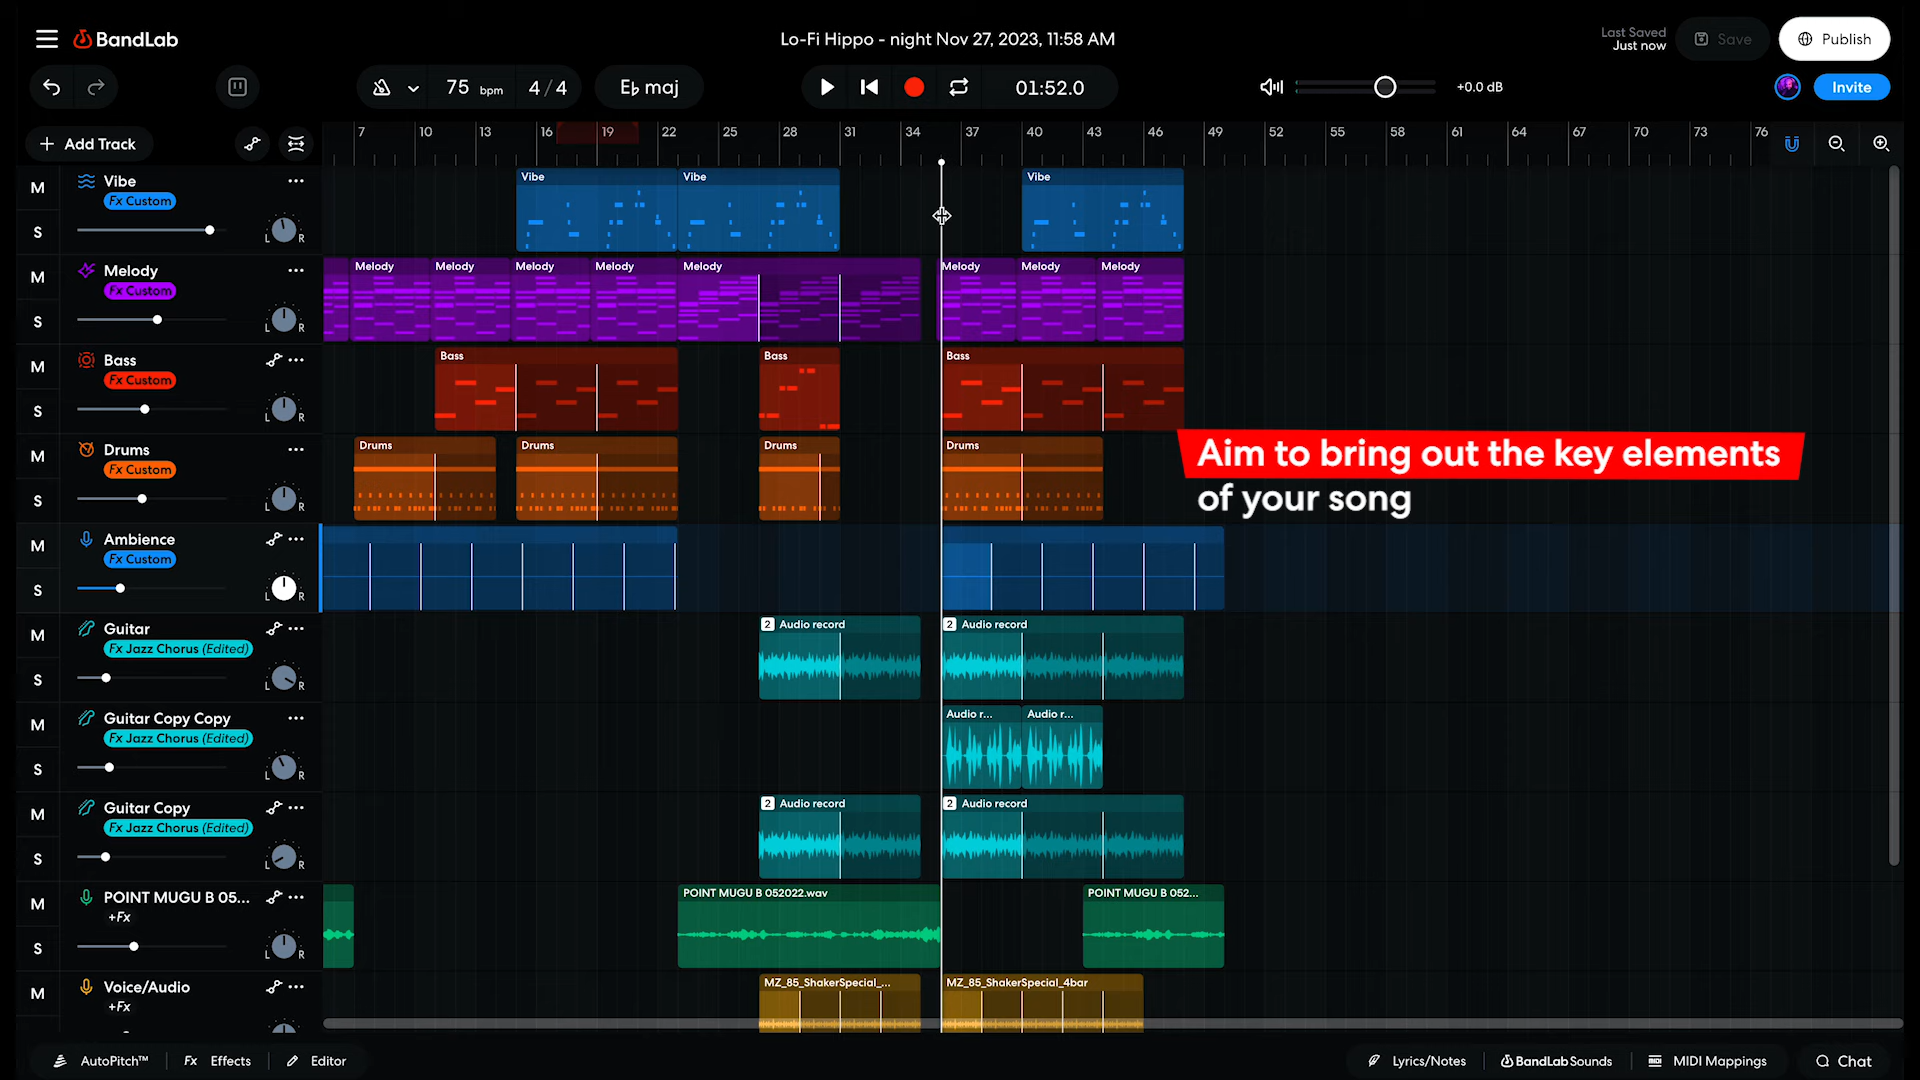 BandLab
Lo-Fi Hippo - night Nov 27, 2023, 11:58 AM
Last Saved
Just now
Save
Publish
75 bpm
4 / 4
E♭ maj
01:52.0
+0.0 dB
Invite
Add Track
7 10 13 16 19 22 25 28 31 34 37 40 43 46 49 52 55 58 61 64 67 70 73 76
M
S
Vibe
Fx Custom
L R
Vibe
Vibe
Vibe
M
S
Melody
Fx Custom
L R
Melody
Melody
Melody
Melody
Melody
Melody
Melody
Melody
M
S
Bass
Fx Custom
L R
Bass
Bass
Bass
M
S
Drums
Fx Custom
L R
Drums
Drums
Drums
Drums
Aim to bring out the key elements
of your song
M
S
Ambience
Fx Custom
L R
M
S
Guitar
Fx Jazz Chorus (Edited)
L R
2 Audio record
2 Audio record
M
S
Guitar Copy Copy
Fx Jazz Chorus (Edited)
L R
Audio r...
Audio r...
M
S
Guitar Copy
Fx Jazz Chorus (Edited)
L R
2 Audio record
2 Audio record
M
S
POINT MUGU B 05...
+Fx
L R
POINT MUGU B 052022.wav
POINT MUGU B 052...
M
Voice/Audio
+Fx
MZ_85_ShakerSpecial_...
MZ_85_ShakerSpecial_4bar
AutoPitch™
Fx Effects
Editor
Lyrics/Notes
BandLab Sounds
MIDI Mappings
Chat